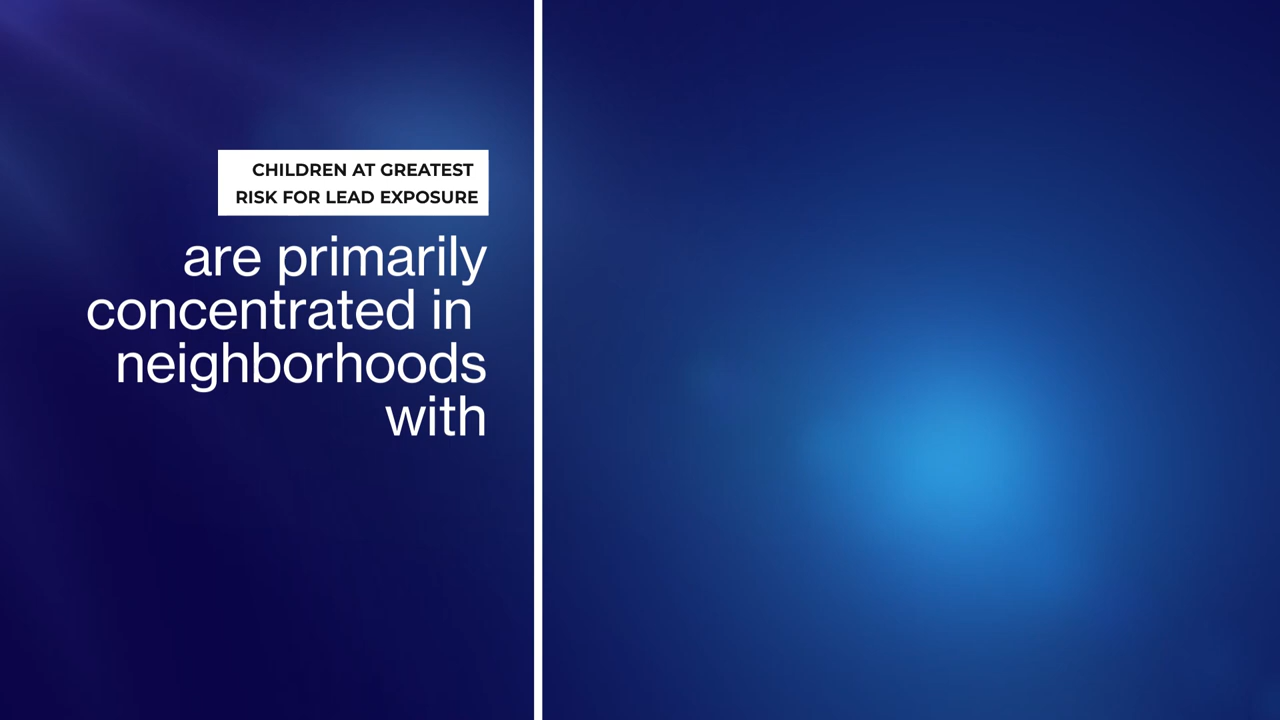 CHILDREN AT GREATEST
RISK FOR LEAD EXPOSURE
are primarily
concentrated in
neighborhoods
with